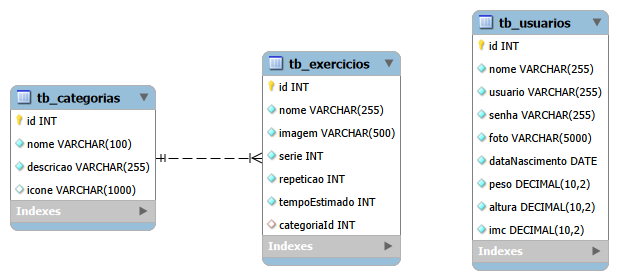 tb_categorias
id INT
nome VARCHAR(100)
descricao VARCHAR(255)
icone VARCHAR(1000)
Indexes
tb_exercicios
id INT
nome VARCHAR(255)
imagem VARCHAR(500)
serie INT
repeticao INT
tempoEstimado INT
categoriaId INT
Indexes
tb_usuarios
id INT
nome VARCHAR(255)
usuario VARCHAR(255)
senha VARCHAR(255)
foto VARCHAR(5000)
dataNascimento DATE
peso DECIMAL(10,2)
altura DECIMAL(10,2)
imc DECIMAL(10,2)
Indexes